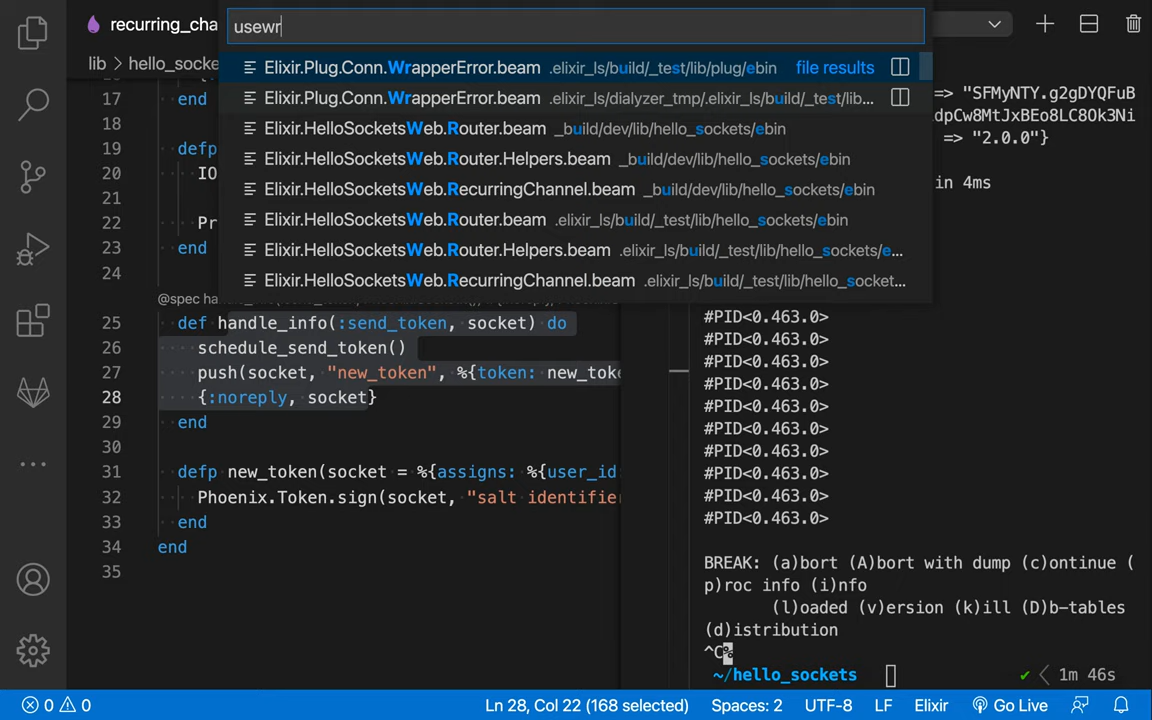 recurring_cha
usewr
lib > hello_socke
Elixir.Plug.Conn.WrapperError.beam .elixir_ls/build/_test/lib/plug/ebin file results
Elixir.Plug.Conn.WrapperError.beam .elixir_ls/dialyzer_tmp/.elixir_ls/build/_test/lib...
Elixir.HelloSocketsWeb.Router.beam _build/dev/lib/hello_sockets/ebin
Elixir.HelloSocketsWeb.Router.Helpers.beam _build/dev/lib/hello_sockets/ebin
Elixir.HelloSocketsWeb.RecurringChannel.beam _build/dev/lib/hello_sockets/ebin
Elixir.HelloSocketsWeb.Router.beam .elixir_ls/build/_test/lib/hello_sockets/ebin
Elixir.HelloSocketsWeb.Router.Helpers.beam .elixir_ls/build/_test/lib/hello_sockets/e...
Elixir.HelloSocketsWeb.RecurringChannel.beam .elixir_ls/build/_test/lib/hello_socket...
17 end
18
19 defp
20 IO
21
22 Pr
23 end
24
25 def handle_info(:send_token, socket) do
26 schedule_send_token()
27 push(socket, "new_token", %{token: new_toke
28 {:noreply, socket}
29 end
30
31 defp new_token(socket = %{assigns: %{user_id:
32 Phoenix.Token.sign(socket, "salt identifie
33 end
34 end
35
=> "SFMyNTY.g2gDYQFuB
dpCw8MtJxBEo8LC8Ok3Ni
=> "2.0.0"}
in 4ms
#PID<0.463.0>
#PID<0.463.0>
#PID<0.463.0>
#PID<0.463.0>
#PID<0.463.0>
#PID<0.463.0>
#PID<0.463.0>
#PID<0.463.0>
#PID<0.463.0>
#PID<0.463.0>
BREAK: (a)bort (A)bort with dump (c)ontinue (
p)roc info (i)nfo
(l)oaded (v)ersion (k)ill (D)b-tables
(d)istribution
^C%
~/hello_sockets ✓ < 1m 46s
0 0 Ln 28, Col 22 (168 selected) Spaces: 2 UTF-8 LF Elixir Go Live